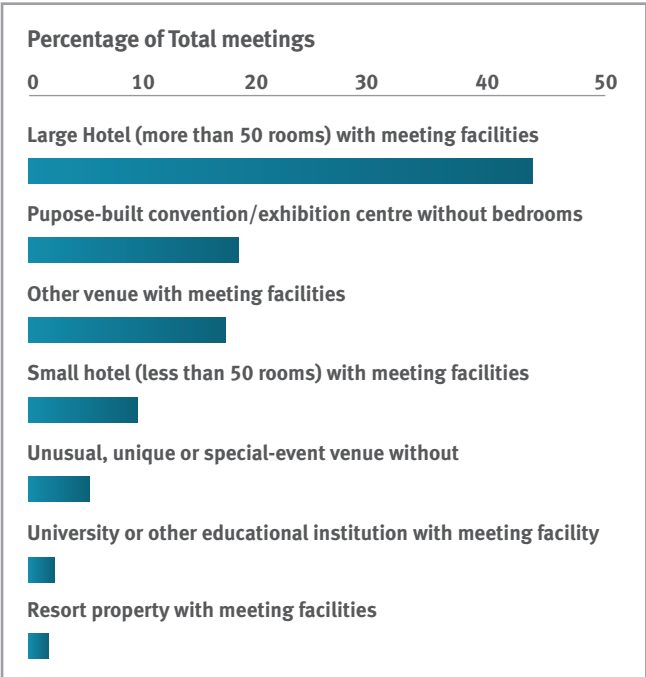 Percentage of Total meetings
0 10 20 30 40 50
Large Hotel (more than 50 rooms) with meeting facilities
Pupose-built convention/exhibition centre without bedrooms
Other venue with meeting facilities
Small hotel (less than 50 rooms) with meeting facilities
Unusual, unique or special-event venue without
University or other educational institution with meeting facility
Resort property with meeting facilities